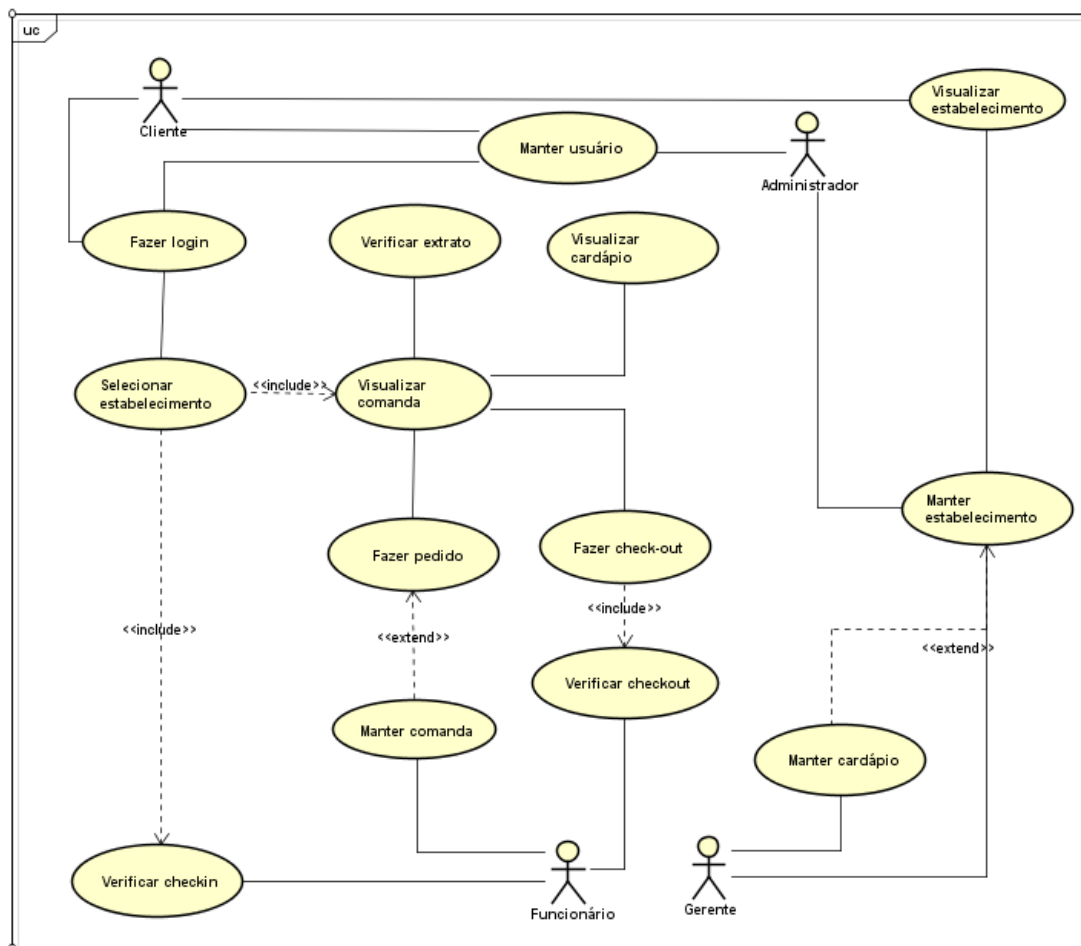 uc
Cliente
Visualizar
estabelecimento
Manter usuário
Administrador
Fazer login
Verificar extrato
Visualizar
cardápio
Selecionar
estabelecimento
<<include>>
Visualizar
comanda
Manter
estabelecimento
Fazer pedido
Fazer check-out
<<include>>
<<include>>
<<extend>>
<<extend>>
Verificar checkout
Manter comanda
Manter cardápio
Verificar checkin
Funcionário
Gerente